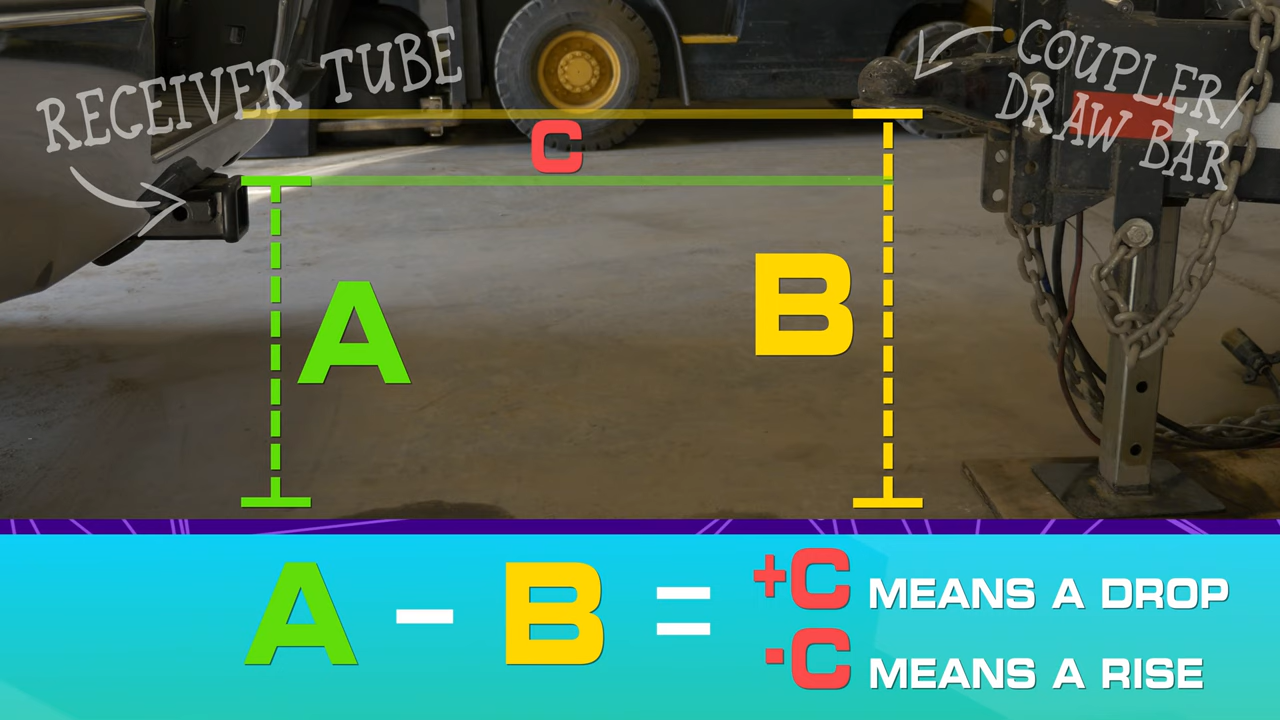 RECEIVER TUBE
COUPLER/
DRAW BAR
C
A
B
A - B = +C MEANS A DROP
-C MEANS A RISE